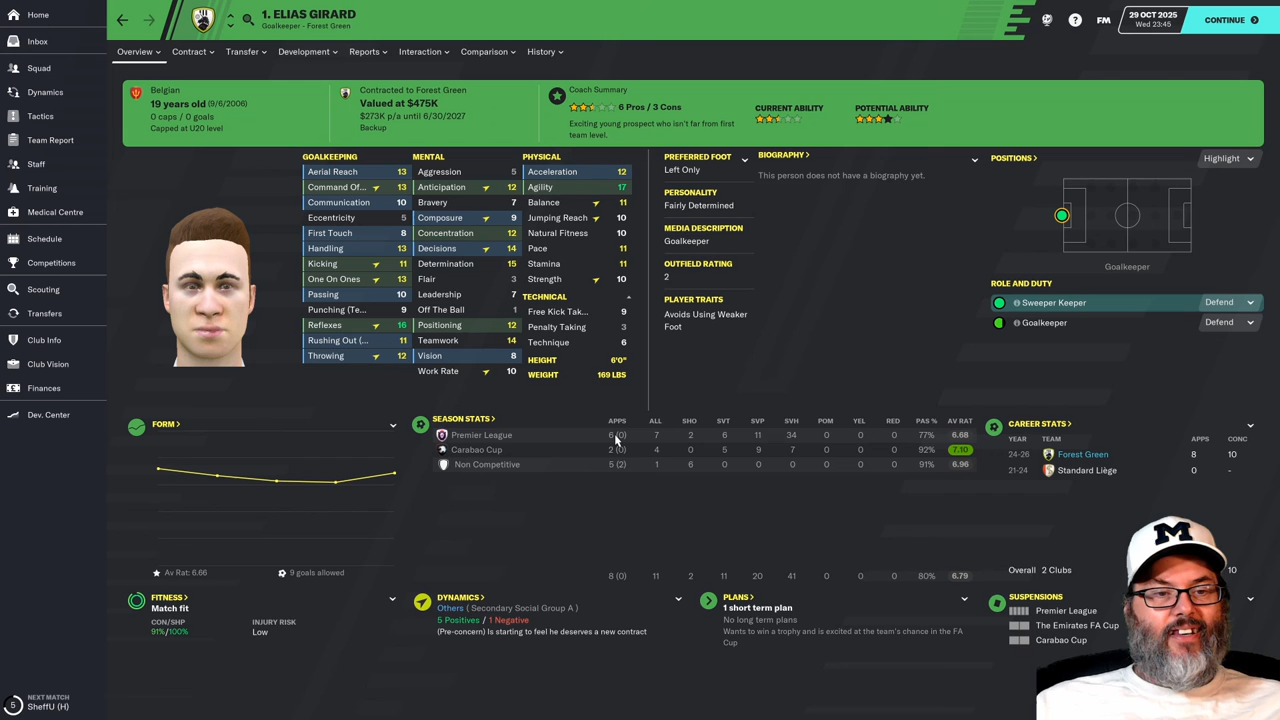 Home
Inbox
Squad
Dynamics
Tactics
Team Report
Staff
Training
Medical Centre
Schedule
Competitions
Scouting
Transfers
Club Info
Club Vision
Finances
Dev. Center
5
NEXT MATCH
SheffU (H)
1. ELIAS GIRARD
Goalkeeper - Forest Green
FM
29 OCT 2025
Wed 23:45
CONTINUE
Overview
Contract
Transfer
Development
Reports
Interaction
Comparison
History
Belgian
19 years old (9/6/2006)
0 caps / 0 goals
Capped at U20 level
Contracted to Forest Green
Valued at $475K
$273K p/a until 6/30/2027
Backup
Coach Summary
6 Pros / 3 Cons
Exciting young prospect who isn't far from first
team level.
CURRENT ABILITY
POTENTIAL ABILITY
GOALKEEPING
Aerial Reach 13
Command Of... 13
Communication 10
Eccentricity 5
First Touch 8
Handling 13
Kicking 11
One On Ones 13
Passing 10
Punching (Te... 9
Reflexes 16
Rushing Out (... 11
Throwing 12
MENTAL
Aggression 5
Anticipation 12
Bravery 7
Composure 9
Concentration 12
Decisions 14
Determination 15
Flair 3
Leadership 7
Off The Ball 1
Positioning 12
Teamwork 14
Vision 8
Work Rate 10
PHYSICAL
Acceleration 12
Agility 17
Balance 11
Jumping Reach 10
Natural Fitness 10
Pace 11
Stamina 11
Strength 10
TECHNICAL
Free Kick Tak... 9
Penalty Taking 3
Technique 6
HEIGHT 6'0"
WEIGHT 169 LBS
PREFERRED FOOT
Left Only
PERSONALITY
Fairly Determined
MEDIA DESCRIPTION
Goalkeeper
OUTFIELD RATING
2
PLAYER TRAITS
Avoids Using Weaker
Foot
BIOGRAPHY
This person does not have a biography yet.
POSITIONS
Highlight
Goalkeeper
ROLE AND DUTY
Sweeper Keeper Defend
Goalkeeper Defend
FORM
Av Rat: 6.66
9 goals allowed
SEASON STATS APPS ALL SHO SVT SVP SVH POM YEL RED PAS % AV RAT
Premier League 6 (0) 7 2 6 11 34 0 0 0 77% 6.68
Carabao Cup 2 (0) 4 0 5 9 7 0 0 0 92% 7.10
Non Competitive 5 (2) 1 6 0 0 0 0 0 0 91% 6.96
8 (0) 11 2 11 20 41 0 0 0 80% 6.79
CAREER STATS
YEAR TEAM APPS CONC
24-26 Forest Green 8 10
21-24 Standard Liège 0 -
Overall 2 Clubs 10
FITNESS
Match fit
CON/SHP
91%/100%
INJURY RISK
Low
DYNAMICS
Others ( Secondary Social Group A )
5 Positives / 1 Negative
(Pre-concern) Is starting to feel he deserves a new contract
PLANS
1 short term plan
No long term plans
Wants to win a trophy and is excited at the team's chance in the FA
Cup
SUSPENSIONS
Premier League
The Emirates FA Cup
Carabao Cup
M